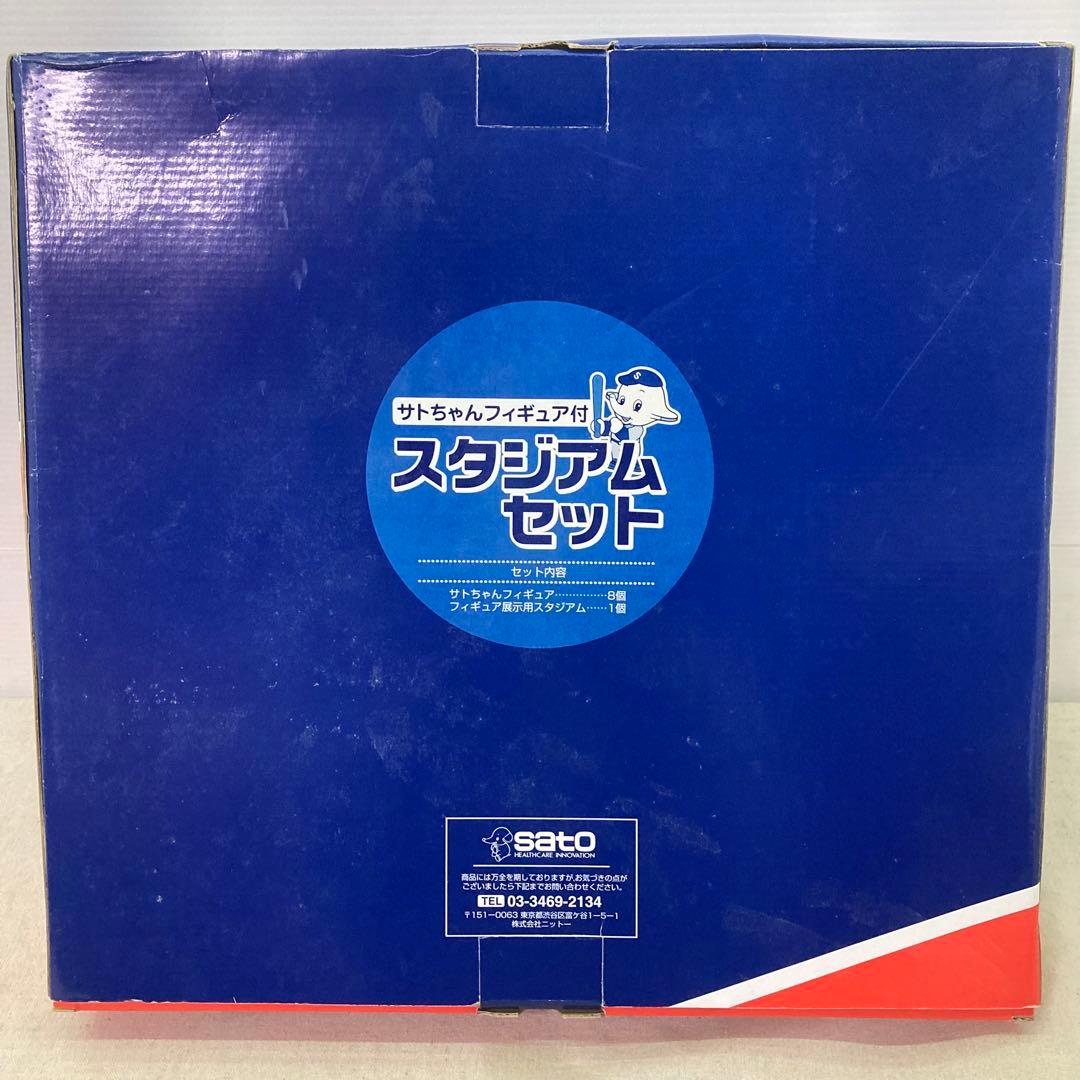 S
サトちゃんフィギュア付
スタジアム
セット
セット内容
サトちゃんフィギュア……………8個
フィギュア展示用スタジアム……1個
sato
HEALTHCARE INNOVATION
商品には万全を期しておりますが、お気づきの点が
ございましたら下記までお問い合わせください。
TEL 03-3469-2134
〒151-0063 東京都渋谷区富ケ谷1-5-1
株式会社ニットー